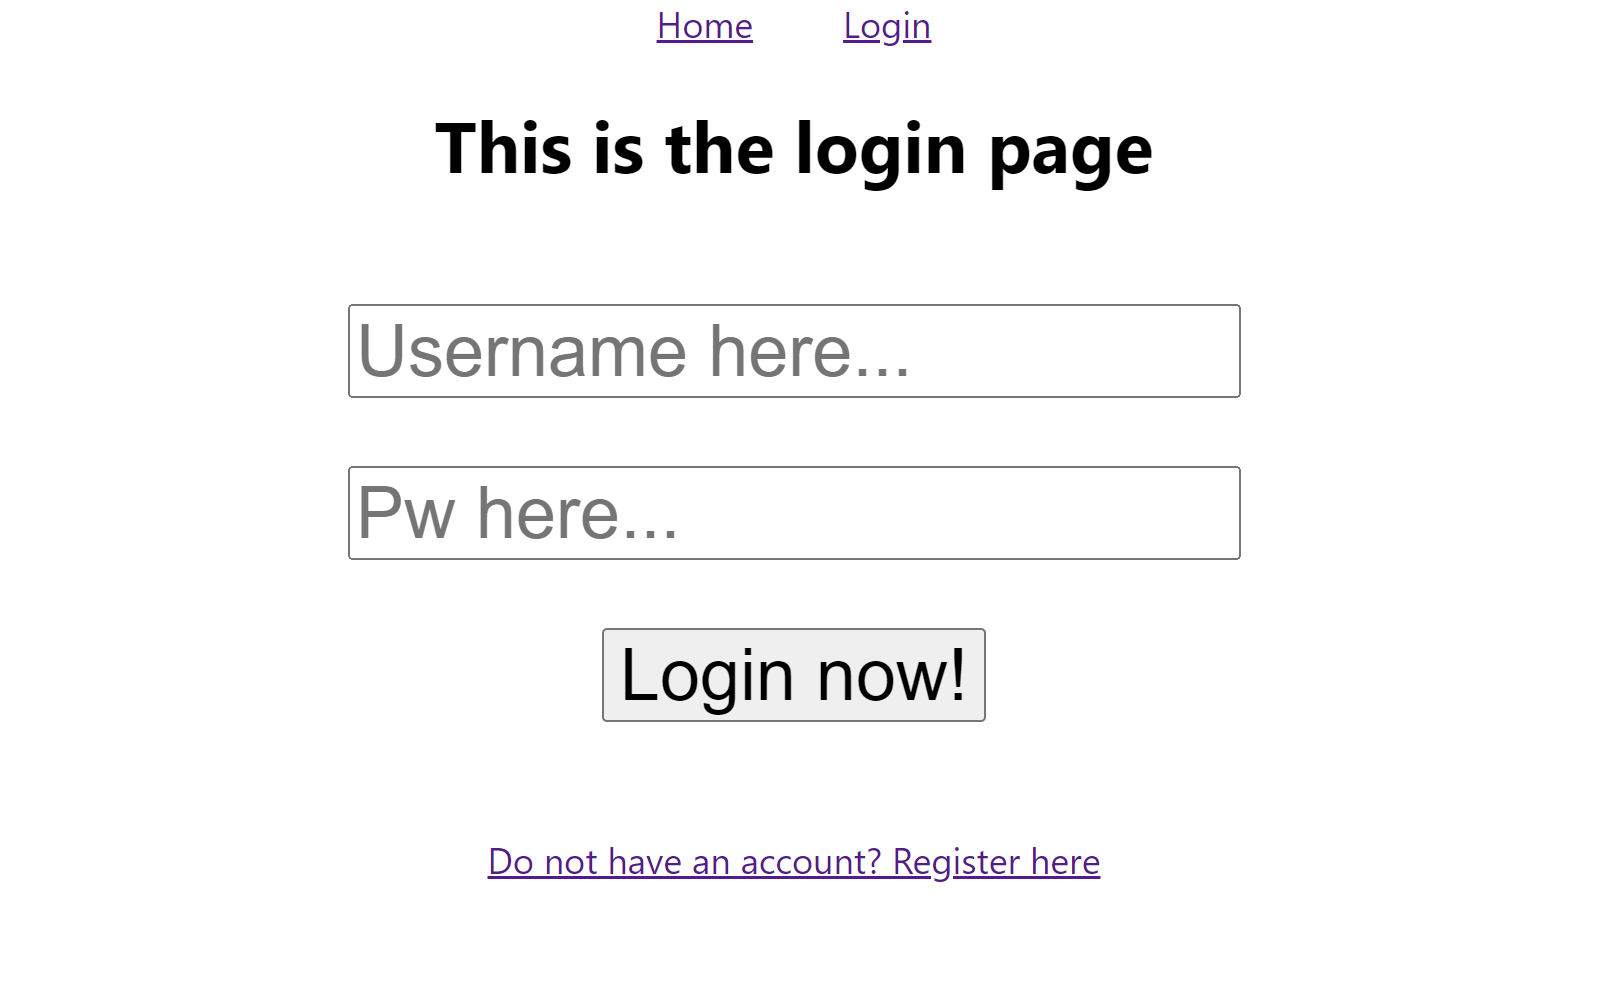 Home Login
This is the login page
Username here...
Pw here...
Login now!
Do not have an account? Register here